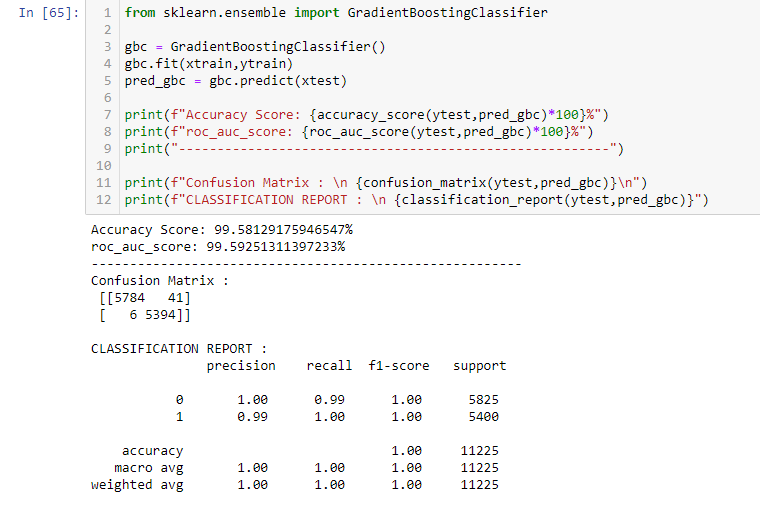 In [65]:
1 from sklearn.ensemble import GradientBoostingClassifier
2
3 gbc = GradientBoostingClassifier()
4 gbc.fit(xtrain,ytrain)
5 pred_gbc = gbc.predict(xtest)
6
7 print(f"Accuracy Score: {accuracy_score(ytest,pred_gbc)*100}%")
8 print(f"roc_auc_score: {roc_auc_score(ytest,pred_gbc)*100}%")
9 print("--------------------------------------------------------")
10
11 print(f"Confusion Matrix : \n {confusion_matrix(ytest,pred_gbc)}\n")
12 print(f"CLASSIFICATION REPORT : \n {classification_report(ytest,pred_gbc)}")
Accuracy Score: 99.58129175946547%
roc_auc_score: 99.59251311397233%
--------------------------------------------------------
Confusion Matrix :
[[5784   41]
[   6 5394]]
CLASSIFICATION REPORT :
precision    recall  f1-score   support
0       1.00      0.99      1.00      5825
1       0.99      1.00      1.00      5400
accuracy                           1.00     11225
macro avg       1.00      1.00      1.00     11225
weighted avg       1.00      1.00      1.00     11225